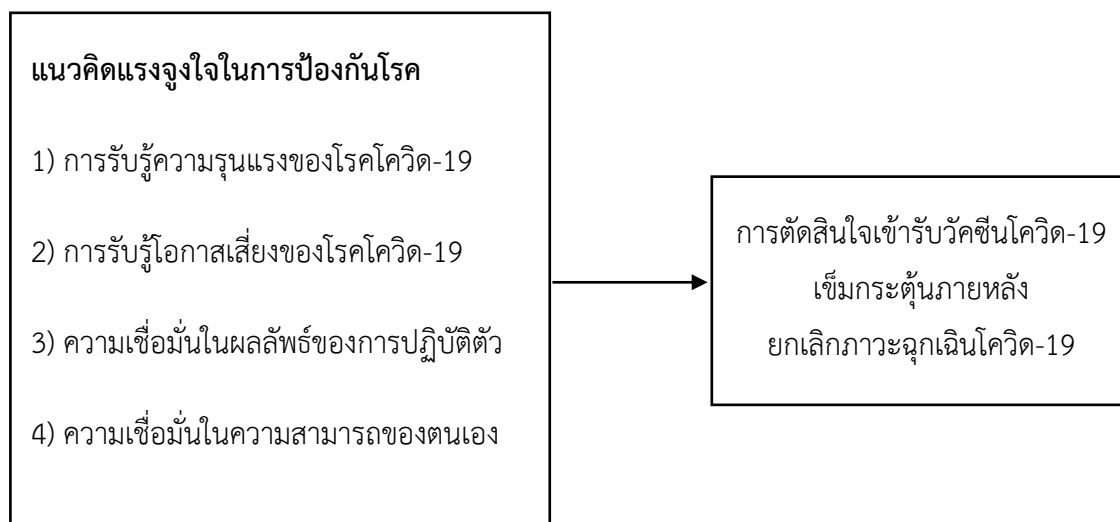 แนวคิดแรงจูงใจในการป้องกันโรค
1) การรับรู้ความรุนแรงของโรคโควิด-19
2) การรับรู้โอกาสเสี่ยงของโรคโควิด-19
3) ความเชื่อมั่นในผลลัพธ์ของการปฏิบัติตัว
4) ความเชื่อมั่นในความสามารถของตนเอง
การตัดสินใจเข้ารับวัคซีนโควิด-19
เข็มกระตุ้นภายหลัง
ยกเลิกภาวะฉุกเฉินโควิด-19